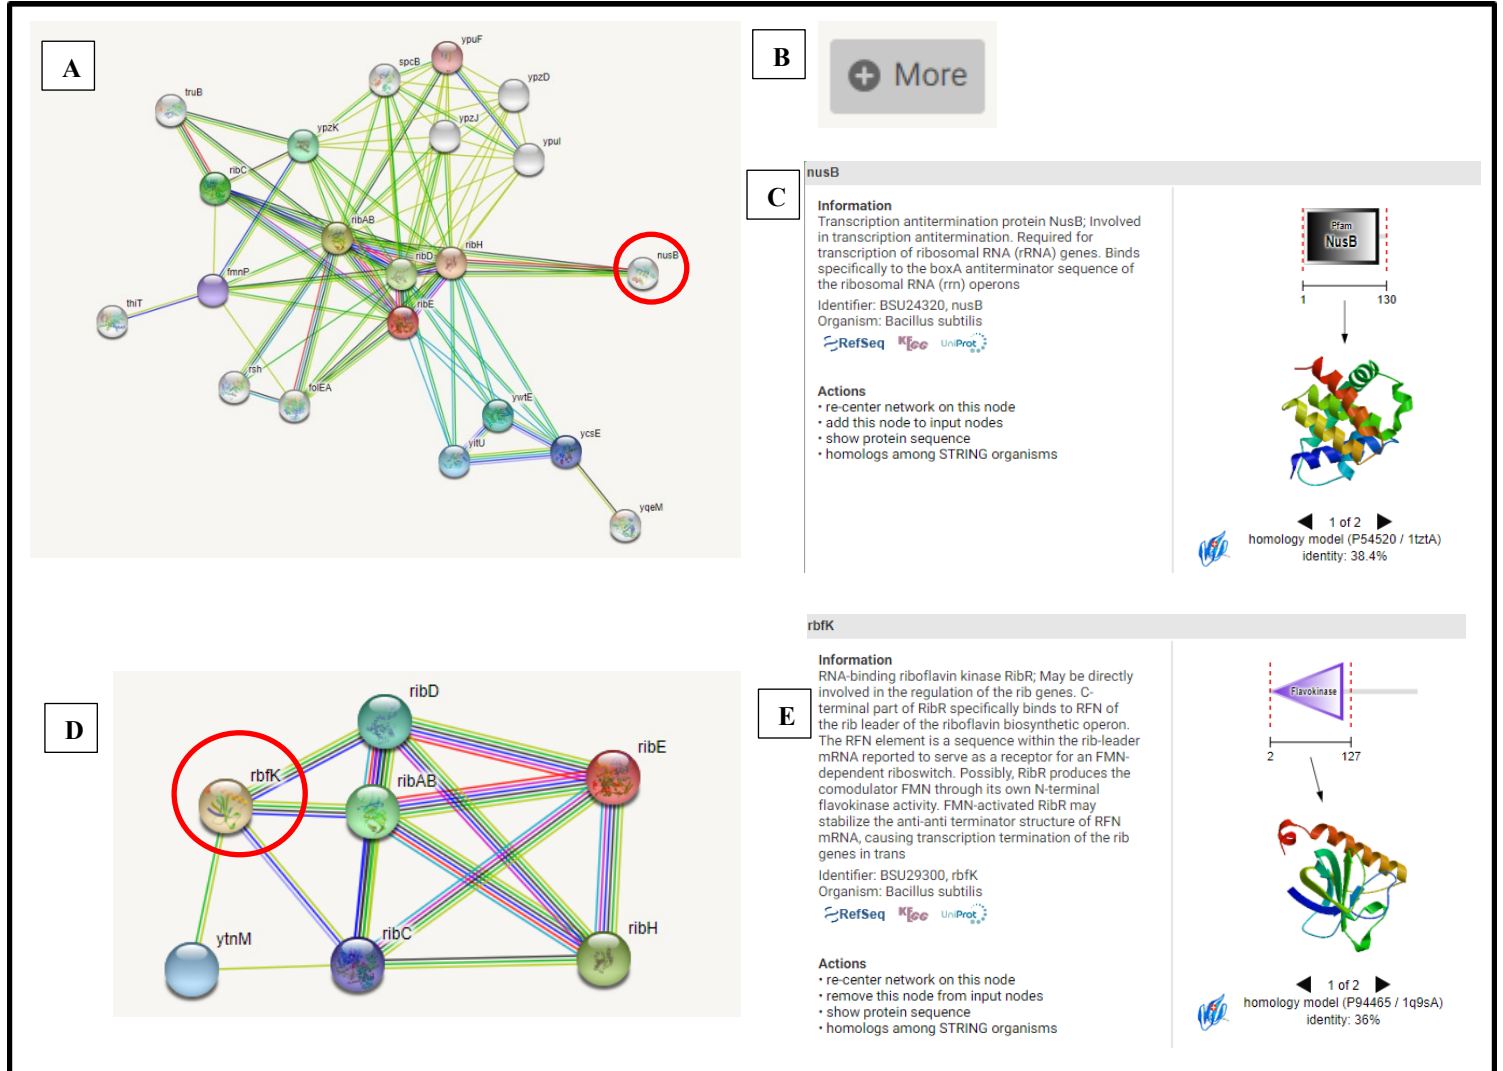 A
ypuF
spcB
ypzD
truB
ypzJ
ypzK
ypuI
ribC
ribAB
ribH
ribD
nusB
fmnP
thiT
ribE
rsh
folEA
ywtE
ycsE
yitU
yqeM
B
More
C
nusB
Information
Transcription antitermination protein NusB; Involved
in transcription antitermination. Required for
transcription of ribosomal RNA (rRNA) genes. Binds
specifically to the boxA antiterminator sequence of
the ribosomal RNA (rrn) operons
Identifier: BSU24320, nusB
Organism: Bacillus subtilis
RefSeq KEGG UniProt
Actions
• re-center network on this node
• add this node to input nodes
• show protein sequence
• homologs among STRING organisms
Pfam
NusB
1 130
1 of 2
homology model (P54520 / 1tztA)
identity: 38.4%
D
ribD
ribE
rbfK
ribAB
ytnM
ribC
ribH
E
rbfK
Information
RNA-binding riboflavin kinase RibR; May be directly
involved in the regulation of the rib genes. C-
terminal part of RibR specifically binds to RFN of
the rib leader of the riboflavin biosynthetic operon.
The RFN element is a sequence within the rib-leader
mRNA reported to serve as a receptor for an FMN-
dependent riboswitch. Possibly, RibR produces the
comodulator FMN through its own N-terminal
flavokinase activity. FMN-activated RibR may
stabilize the anti-anti terminator structure of RFN
mRNA, causing transcription termination of the rib
genes in trans
Identifier: BSU29300, rbfK
Organism: Bacillus subtilis
RefSeq KEGG UniProt
Actions
• re-center network on this node
• remove this node from input nodes
• show protein sequence
• homologs among STRING organisms
Flavokinase
2 127
1 of 2
homology model (P94465 / 1q9sA)
identity: 36%